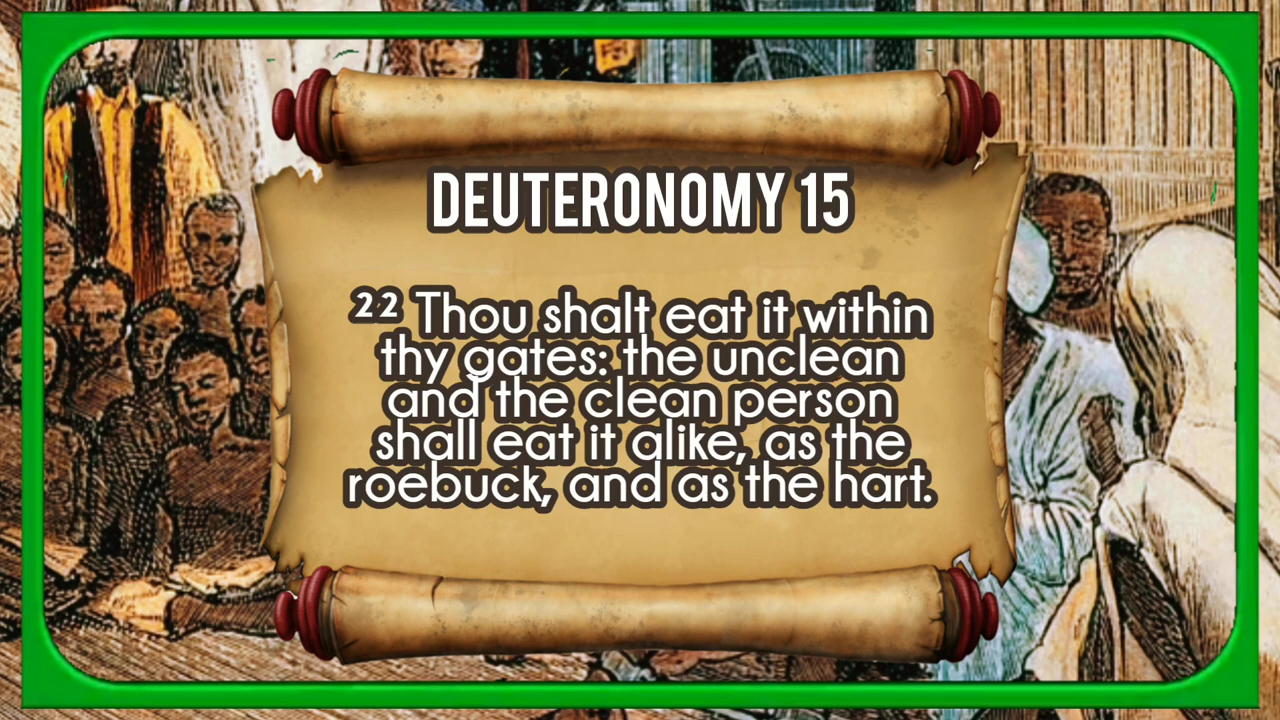 DEUTERONOMY 15
²² Thou shalt eat it within
thy gates: the unclean
and the clean person
shall eat it alike, as the
roebuck, and as the hart.